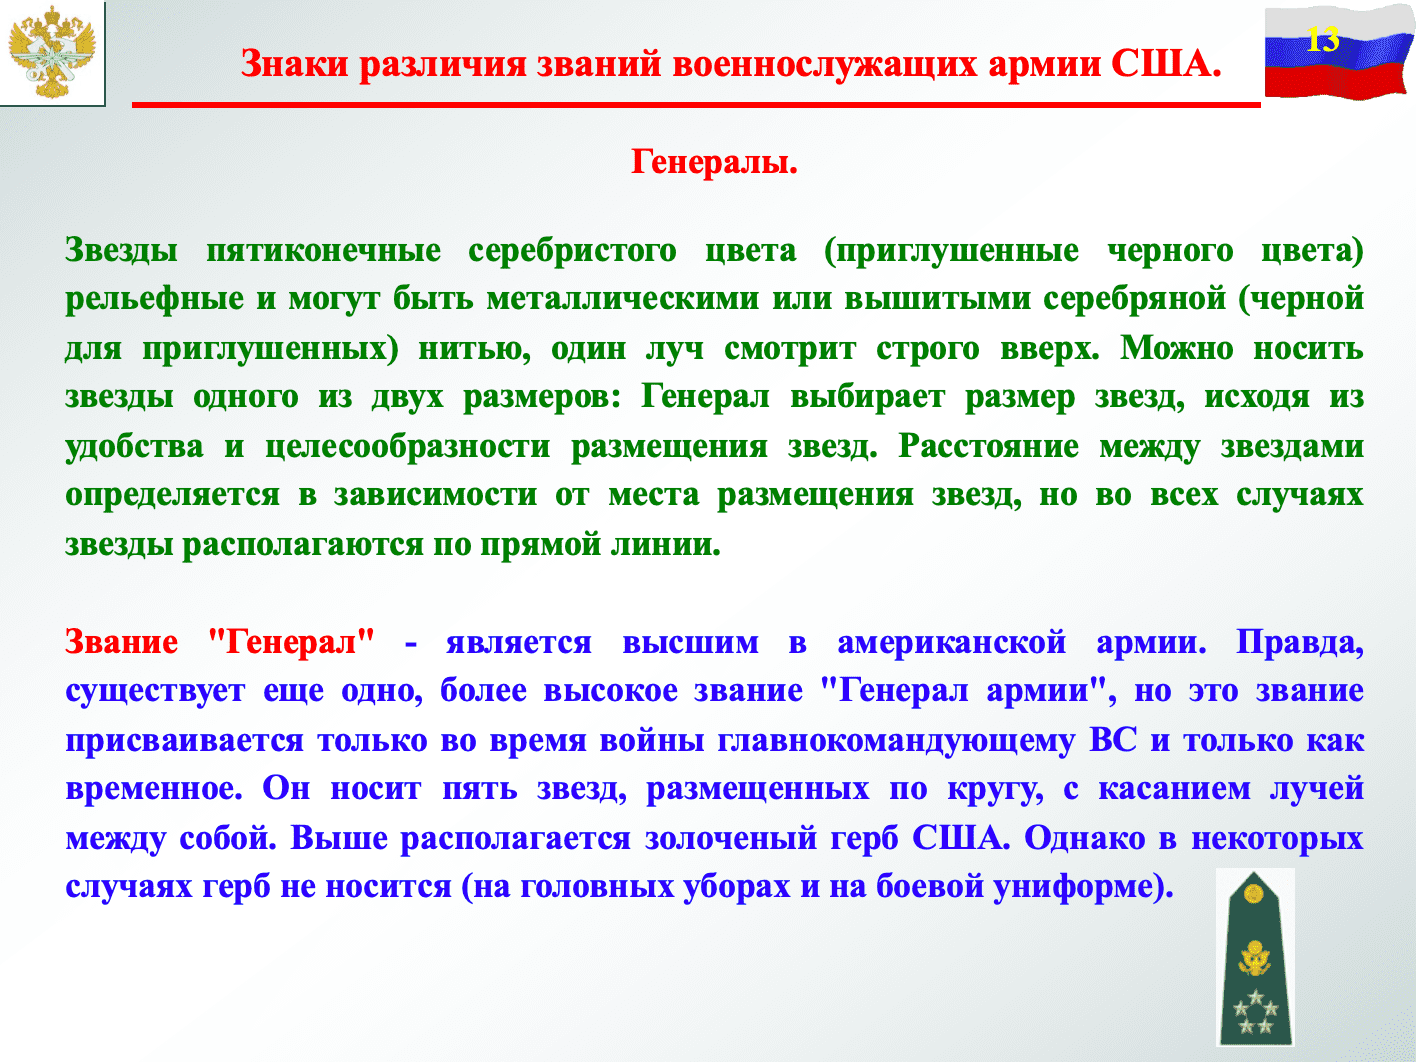 13
Знаки различия званий военнослужащих армии США.
Генералы.
Звезды пятиконечные серебристого цвета (приглушенные черного цвета)
рельефные и могут быть металлическими или вышитыми серебряной (черной
для приглушенных) нитью, один луч смотрит строго вверх. Можно носить
звезды одного из двух размеров: Генерал выбирает размер звезд, исходя из
удобства и целесообразности размещения звезд. Расстояние между звездами
определяется в зависимости от места размещения звезд, но во всех случаях
звезды располагаются по прямой линии.
Звание "Генерал" - является высшим в американской армии. Правда,
существует еще одно, более высокое звание "Генерал армии", но это звание
присваивается только во время войны главнокомандующему ВС и только как
временное. Он носит пять звезд, размещенных по кругу, с касанием лучей
между собой. Выше располагается золоченый герб США. Однако в некоторых
случаях герб не носится (на головных уборах и на боевой униформе).